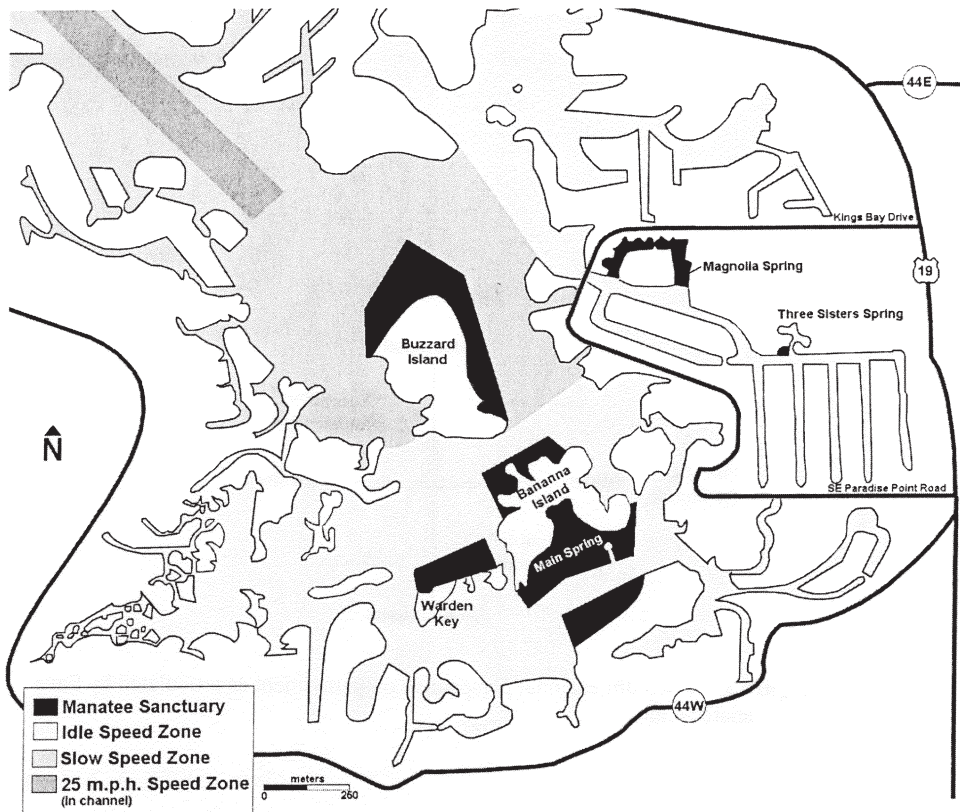 44E
Kings Bay Drive
Magnolia Spring
19
Three Sisters Spring
Buzzard
Island
N
Bananna
Island
SE Paradise Point Road
Main Spring
Warden
Key
44W
Manatee Sanctuary
Idle Speed Zone
Slow Speed Zone
25 m.p.h. Speed Zone
(in channel)
meters
0 260